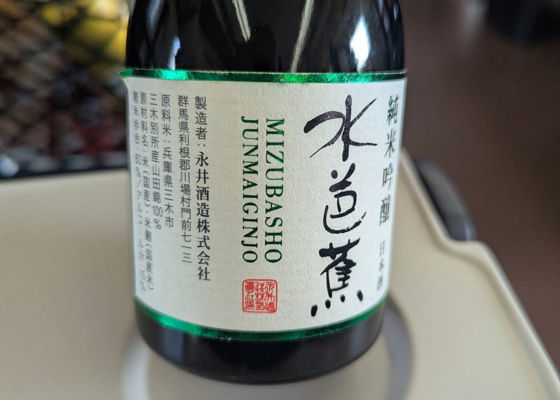 純米吟醸 日本酒
水芭蕉
MIZUBASHO
JUNMAIGINJO
製造者:永井酒造株式会社
群馬県利根郡川場村門前七一三
原料米:兵庫県三木市
三木別所産山田錦100%
原材料名:米(国産)・米麹(国産米)
精米歩合:60%/アルコール分:15%